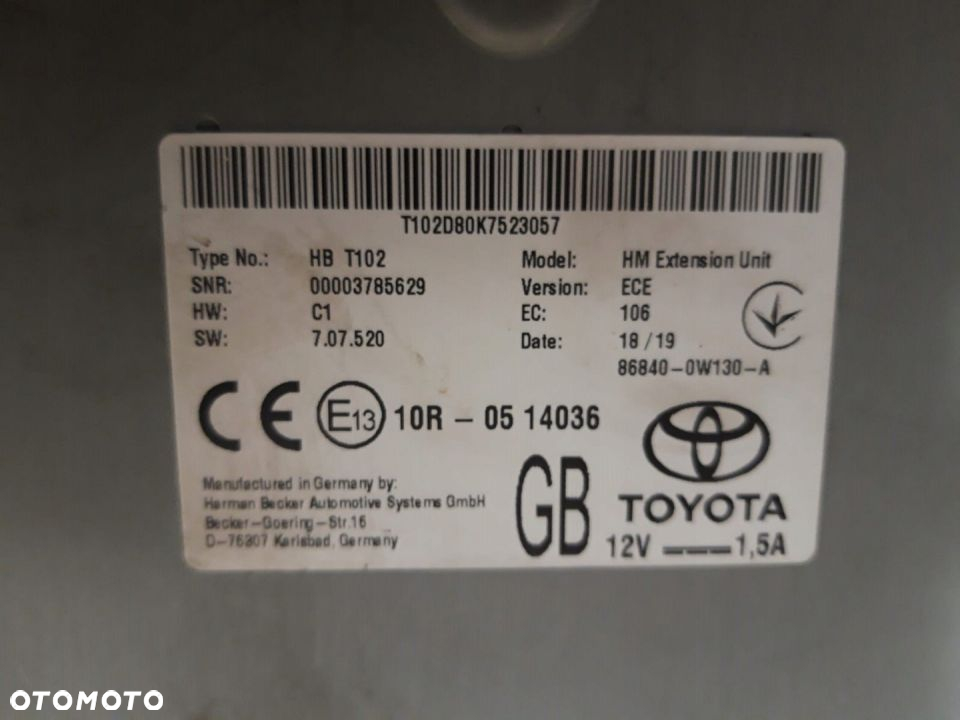 T102D80K7523057
Type No.: HB T102
SNR: 00003785629
HW: C1
SW: 7.07.520
Model: HM Extension Unit
Version: ECE
EC: 106
Date: 18/19
86840-0W130-A
CE E13 10R - 05 14036
Manufactured in Germany by:
Harman Becker Automotive Systems GmbH
Becker-Goering-Str.16
D-76307 Karlsbad, Germany
GB
TOYOTA
12V 1,5A
OTOMOTO